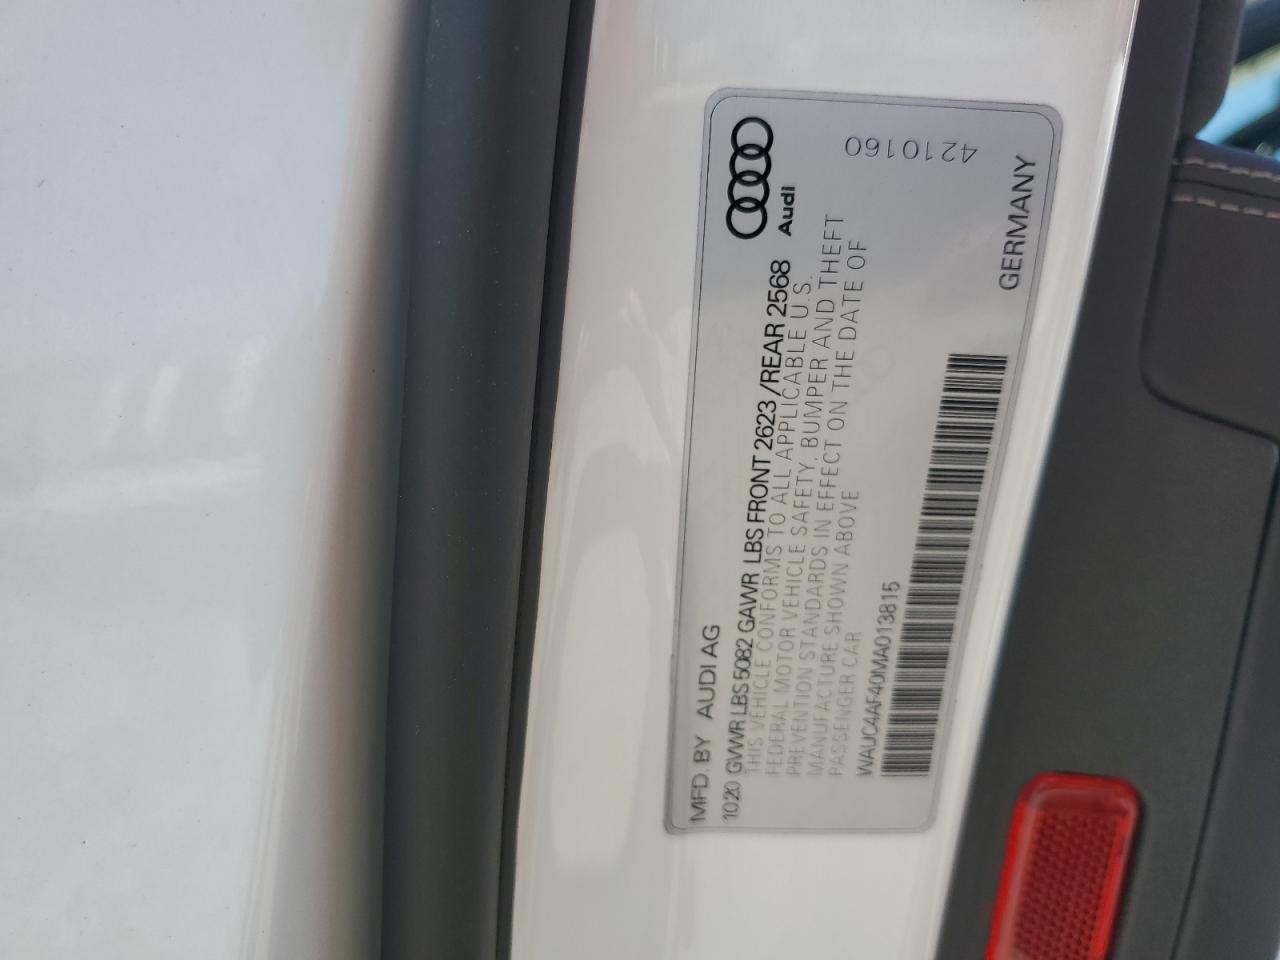 MFD. BY AUDI AG
1020 GVWR LBS 5082 GAWR LBS FRONT 2623 /REAR 2568
THIS VEHICLE CONFORMS TO ALL APPLICABLE U.S.
FEDERAL MOTOR VEHICLE SAFETY, BUMPER AND THEFT
PREVENTION STANDARDS IN EFFECT ON THE DATE OF
MANUFACTURE SHOWN ABOVE
PASSENGER CAR
WAUC4AF40MA013815
Audi
4210160
GERMANY